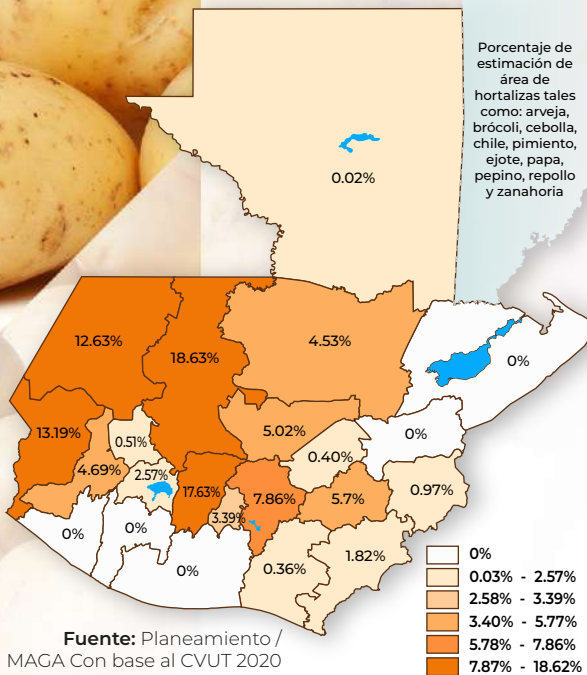 Porcentaje de
estimación de
área de
hortalizas tales
como: arveja,
brócoli, cebolla,
chile, pimiento,
ejote, papa,
pepino, repollo
y zanahoria
0.02%
12.63%
18.63%
4.53%
0%
13.19%
0.51%
5.02%
0%
4.69%
2.57%
0.40%
17.63%
3.39%
7.86%
5.7%
0.97%
0%
0%
0%
0.36%
1.82%
0%
0.03% - 2.57%
2.58% - 3.39%
3.40% - 5.77%
5.78% - 7.86%
7.87% - 18.62%
Fuente: Planeamiento /
MAGA Con base al CVUT 2020